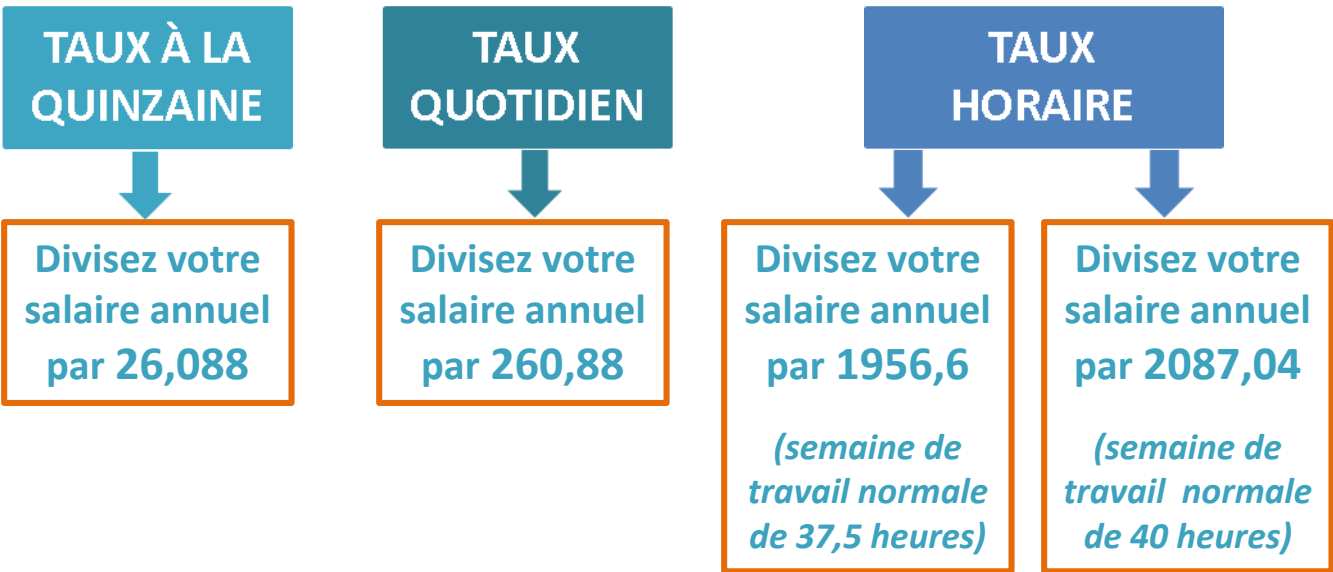 TAUX À LA
QUINZAINE
Divisez votre
salaire annuel
par 26,088
TAUX
QUOTIDIEN
Divisez votre
salaire annuel
par 260,88
TAUX
HORAIRE
Divisez votre
salaire annuel
par 1956,6
(semaine de
travail normale
de 37,5 heures)
Divisez votre
salaire annuel
par 2087,04
(semaine de
travail normale
de 40 heures)